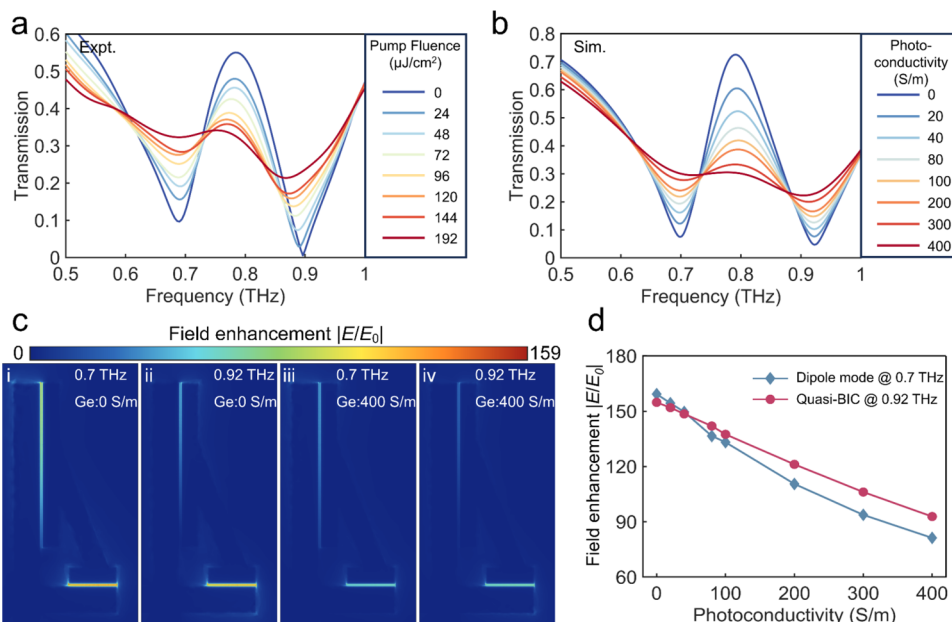 a
Expt.
Transmission
0.6
0.5
0.4
0.3
0.2
0.1
0
0.5
0.6
0.7
0.8
0.9
1
Frequency (THz)
Pump Fluence
(μJ/cm²)
0
24
48
72
96
120
144
192
b
Sim.
Transmission
0.8
0.7
0.6
0.5
0.4
0.3
0.2
0.1
0
0.5
0.6
0.7
0.8
0.9
1
Frequency (THz)
Photo-
conductivity
(S/m)
0
20
40
80
100
200
300
400
c
Field enhancement |E/E₀|
0
159
i
0.7 THz
Ge:0 S/m
ii
0.92 THz
Ge:0 S/m
iii
0.7 THz
Ge:400 S/m
iv
0.92 THz
Ge:400 S/m
d
Field enhancement |E/E₀|
180
150
120
90
60
Dipole mode @ 0.7 THz
Quasi-BIC @ 0.92 THz
0
100
200
300
400
Photoconductivity (S/m)